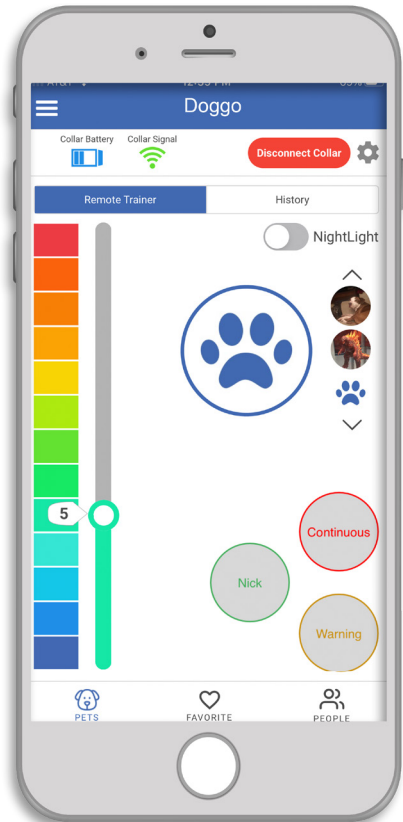 Doggo
Collar Battery
Collar Signal
Disconnect Collar
Remote Trainer
History
NightLight
5
Continuous
Nick
Warning
PETS
FAVORITE
PEOPLE